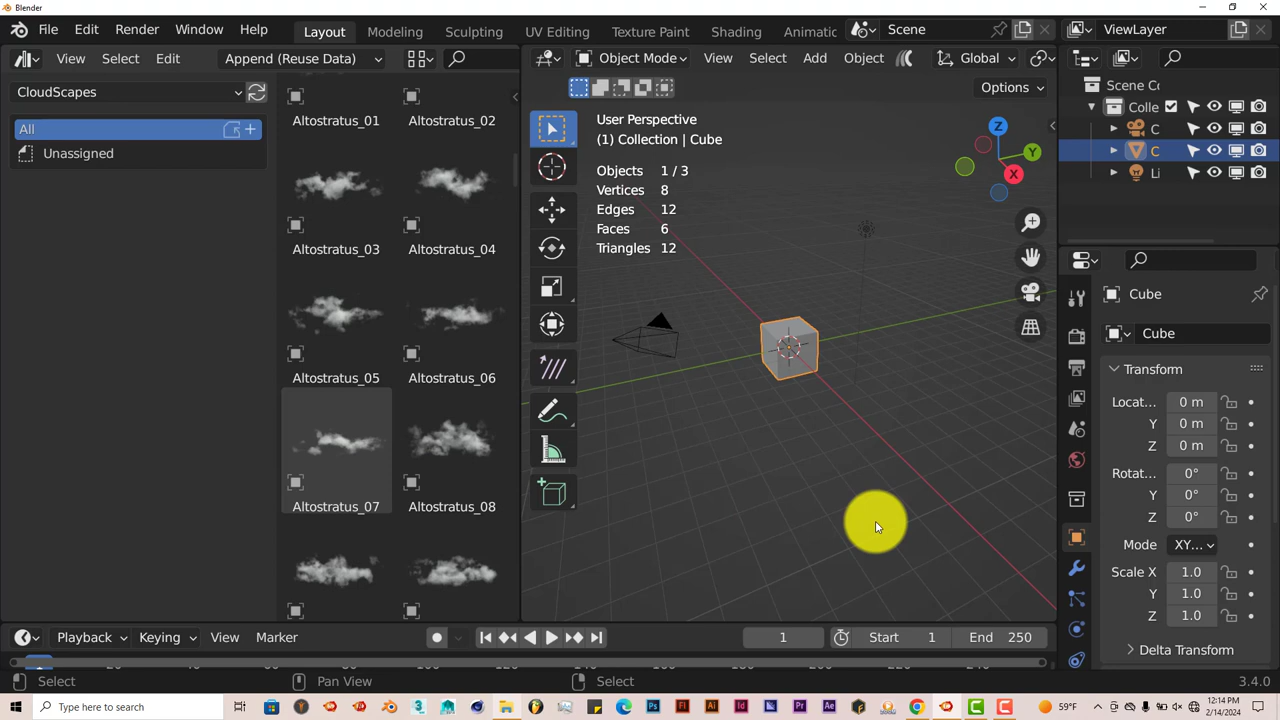 Blender
File Edit Render Window Help Layout Modeling Sculpting UV Editing Texture Paint Shading Animatic Scene ViewLayer
View Select Edit Append (Reuse Data) Object Mode View Select Add Object Global
CloudScapes
Options
All
Unassigned
Altostratus_01 Altostratus_02
Altostratus_03 Altostratus_04
Altostratus_05 Altostratus_06
Altostratus_07 Altostratus_08
User Perspective
(1) Collection | Cube
Objects 1 / 3
Vertices 8
Edges 12
Faces 6
Triangles 12
Z
Y
X
Scene Cc
Colle
C
C
Li
Cube
Cube
Transform
Locat... 0 m
Y 0 m
Z 0 m
Rotat... 0°
Y 0°
Z 0°
Mode XY...
Scale X 1.0
Y 1.0
Z 1.0
Delta Transform
Playback Keying View Marker 1 Start 1 End 250
Select Pan View Select 3.4.0
Type here to search 59°F 12:14 PM
2/14/2024